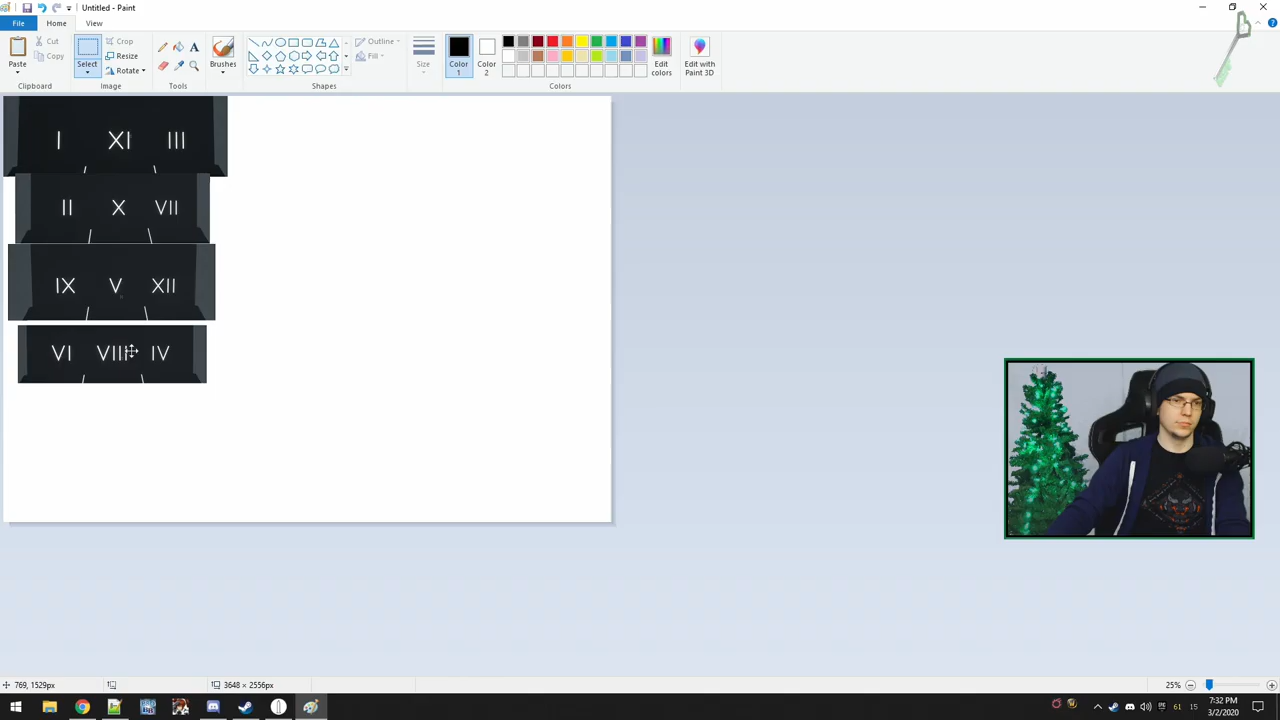 Untitled - Paint
File Home View
Paste
Cut
Copy
Clipboard
Select
Crop
Resize
Rotate
Image
A
Tools
Brushes
Outline
Fill
Shapes
Size
Color 1
Color 2
Edit colors
Colors
Edit with Paint 3D
I XI III
II X VII
IX V XII
VI VIII IV
769, 1529px
3648 × 2556px
25%
61 15
7:32 PM
3/2/2020